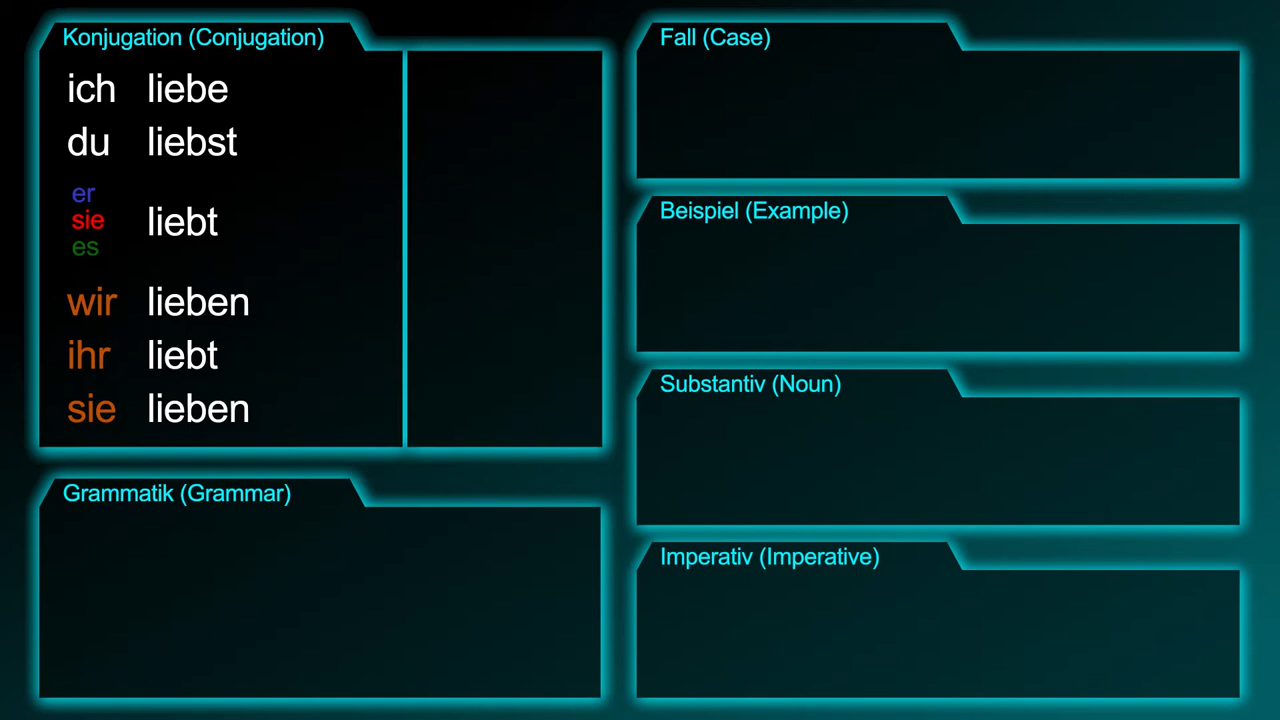 Konjugation (Conjugation)
ich liebe
du liebst
er
sie liebt
es
wir lieben
ihr liebt
sie lieben
Grammatik (Grammar)
Fall (Case)
Beispiel (Example)
Substantiv (Noun)
Imperativ (Imperative)